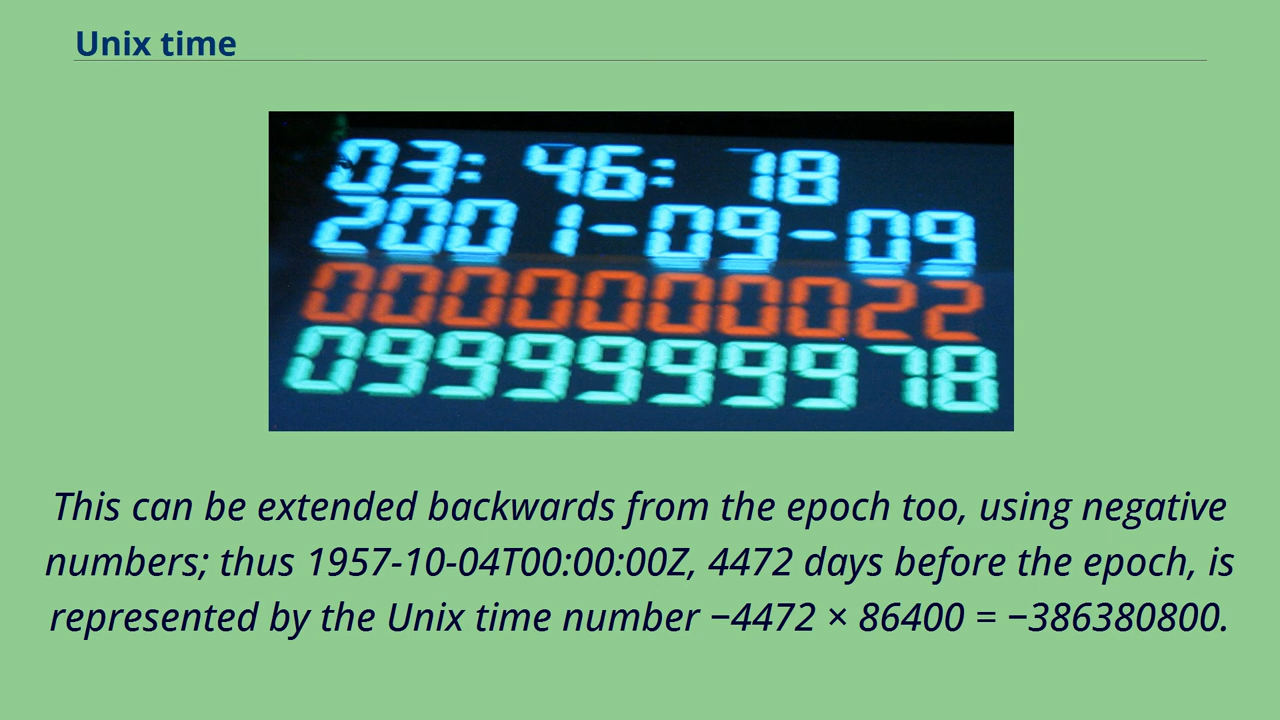 Unix time
03: 46: 18
2001-09-09
0000000022
0999999978
This can be extended backwards from the epoch too, using negative
numbers; thus 1957-10-04T00:00:00Z, 4472 days before the epoch, is
represented by the Unix time number −4472 × 86400 = −386380800.